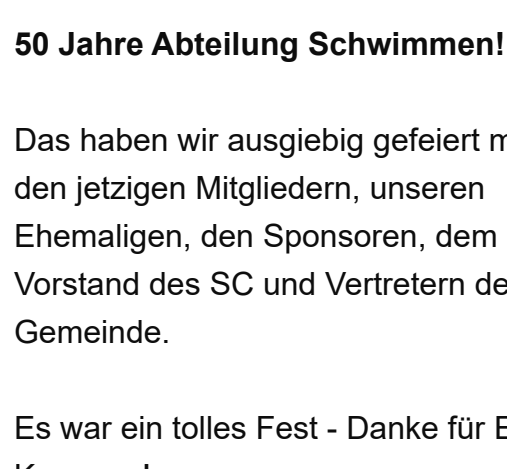 50 Jahre Abteilung Schwimmen!
Das haben wir ausgiebig gefeiert
den jetzigen Mitgliedern, unseren
Ehemaligen, den Sponsoren, dem
Vorstand des SC und Vertretern
Gemeinde.
Es war ein tolles Fest - Danke für